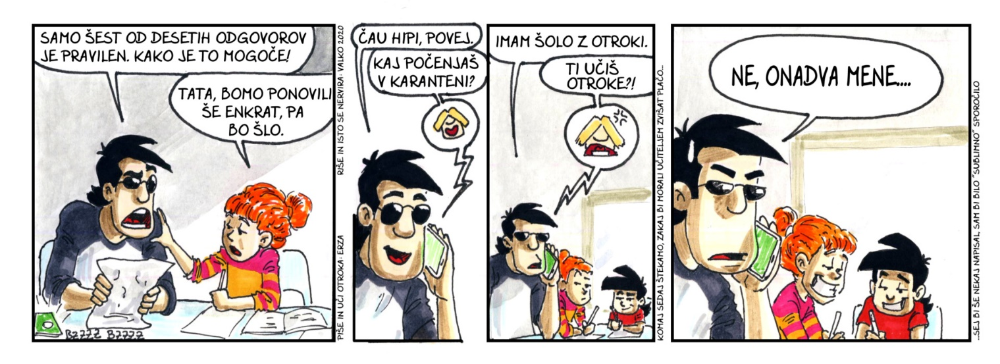 SAMO ŠEST OD DESETIH ODGOVOROV
JE PRAVILEN. KAKO JE TO MOGOČE!
TATA, BOMO PONOVILI
ŠE ENKRAT, PA
BO ŠLO.
BZZZZ BZZZZ
PIŠE IN UČI OTROKA: ERZA
RIŠE IN ISTO SE NERVIRA: VALKO 2020
ČAU HIPI, POVEJ.
KAJ POČENJAŠ
V KARANTENI?
IMAM ŠOLO Z OTROKI.
TI UČIŠ
OTROKE?!
KOMAJ SEDAJ ŠTEKAMO, ZAKAJ BI MORALI UČITELJEM ZVIŠAT PLAČO...
NE, ONADVA MENE....
...SEJ BI ŠE NEKAJ NAPISAL, SAM BI BILO "SUBLIMNO" SPOROČILO